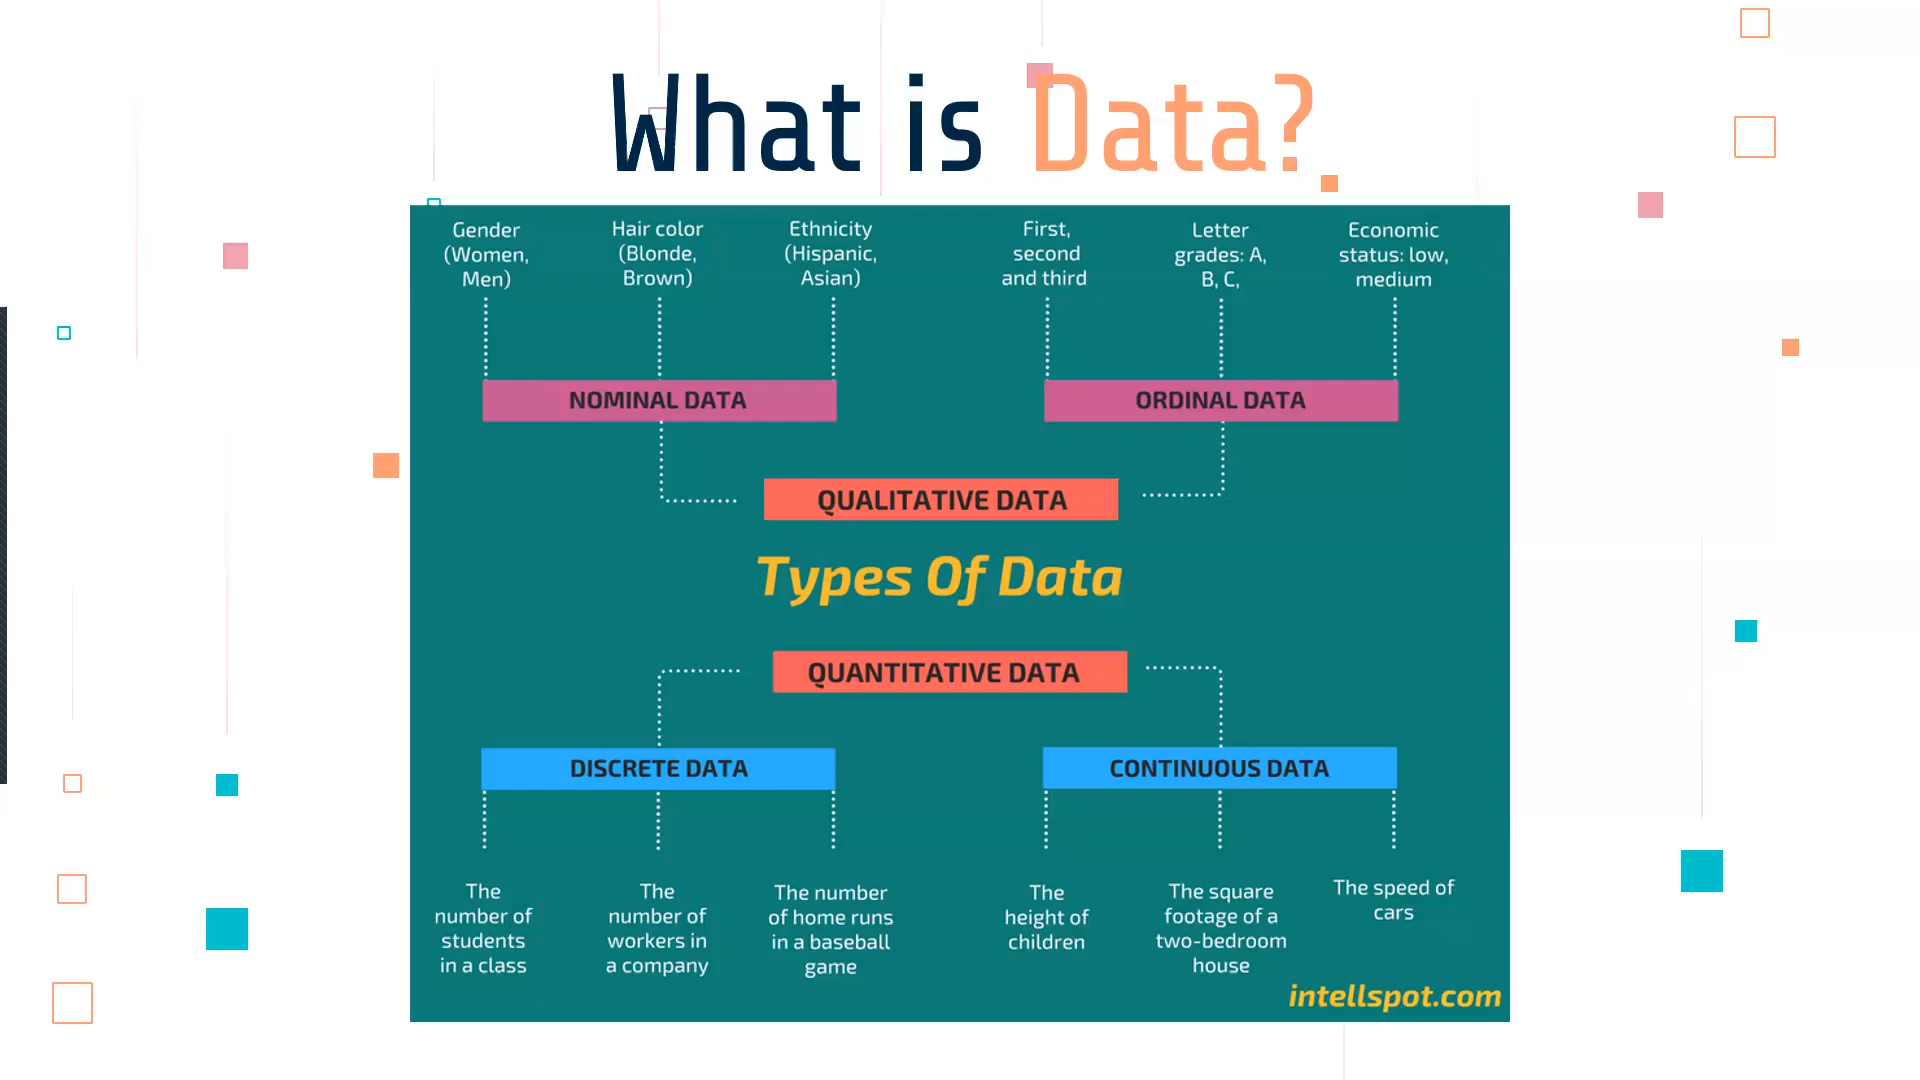 What is Data?
Gender
(Women,
Men)
Hair color
(Blonde,
Brown)
Ethnicity
(Hispanic,
Asian)
First,
second
and third
Letter
grades: A,
B, C,
Economic
status: low,
medium
NOMINAL DATA
ORDINAL DATA
QUALITATIVE DATA
Types Of Data
QUANTITATIVE DATA
DISCRETE DATA
CONTINUOUS DATA
The
number of
students
in a class
The
number of
workers in
a company
The number
of home runs
in a baseball
game
The
height of
children
The square
footage of a
two-bedroom
house
The speed of
cars
intellspot.com